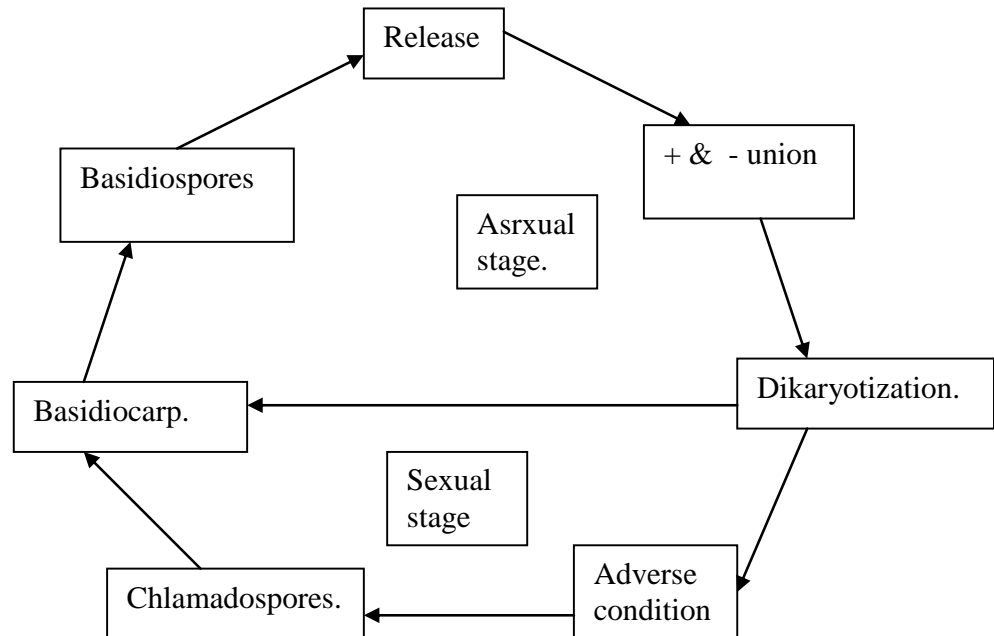 Release
+ & - union
Basidiospores
Asrxual
stage.
Dikaryotization.
Basidiocarp.
Sexual
stage
Adverse
condition
Chlamadospores.